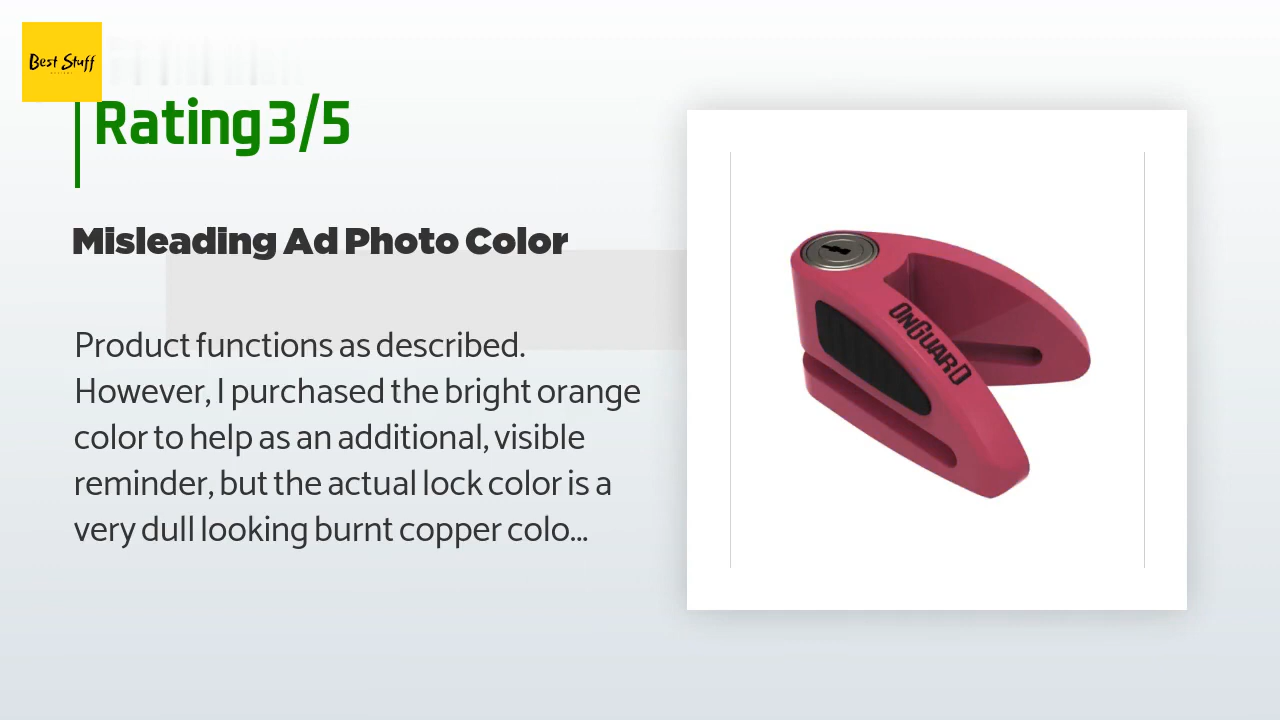 Best Stuff
Rating 3/5
Misleading Ad Photo Color
Product functions as described.
However, I purchased the bright orange
color to help as an additional, visible
reminder, but the actual lock color is a
very dull looking burnt copper colo...
ONGUARD